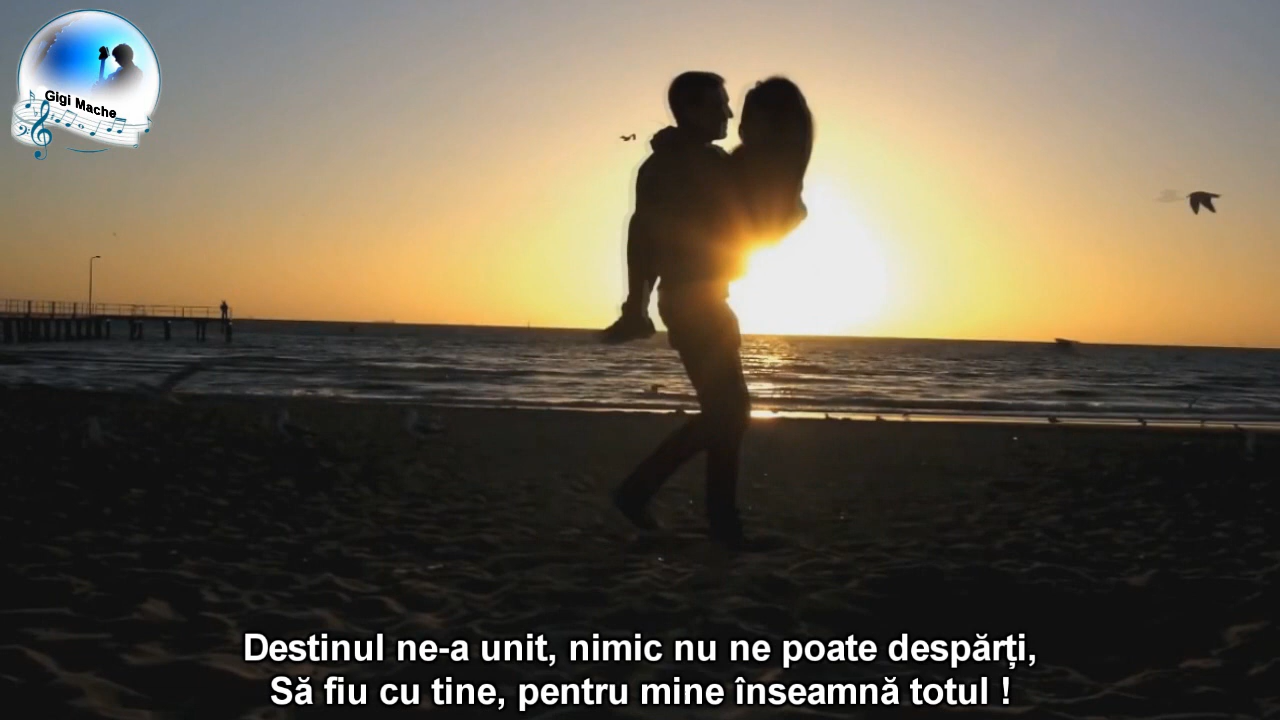 Gigi Mache
Destinul ne-a unit, nimic nu ne poate despărți,
Să fiu cu tine, pentru mine înseamnă totul !